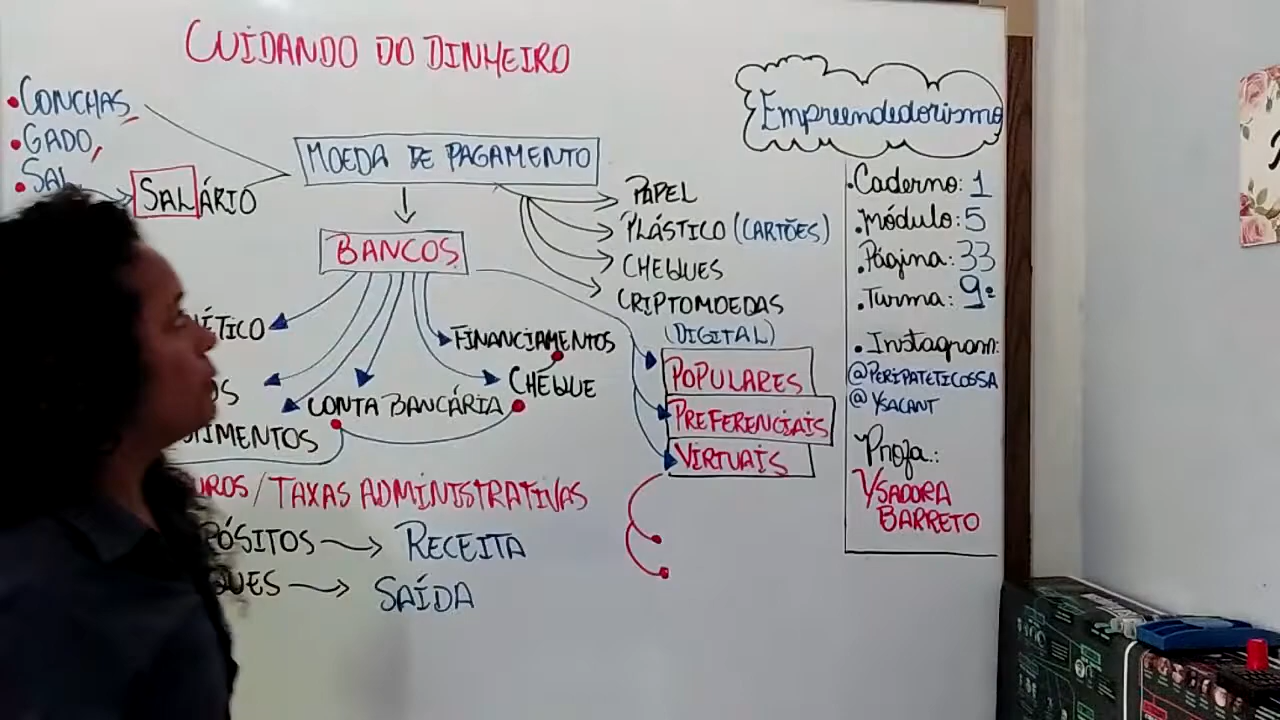 CUIDANDO DO DINHEIRO
• CONCHAS,
• GADO,
• SAL
SALÁRIO
MOEDA DE PAGAMENTO
BANCOS
PAPEL
PLÁSTICO (CARTÕES)
CHEQUES
CRIPTOMOEDAS
(DIGITAL)
FINANCIAMENTOS
CHEQUE
CONTA BANCÁRIA
POPULARES
PREFERENCIAIS
VIRTUAIS
/ TAXAS ADMINISTRATIVAS
RECEITA
SAÍDA
Empreendedorismo
• Caderno: 1
• Módulo: 5
• Página: 33
• Turma: 9º
• Instagram:
@PERIPATETICOSSA
@YSACANT
Profa.:
YSADORA
BARRETO